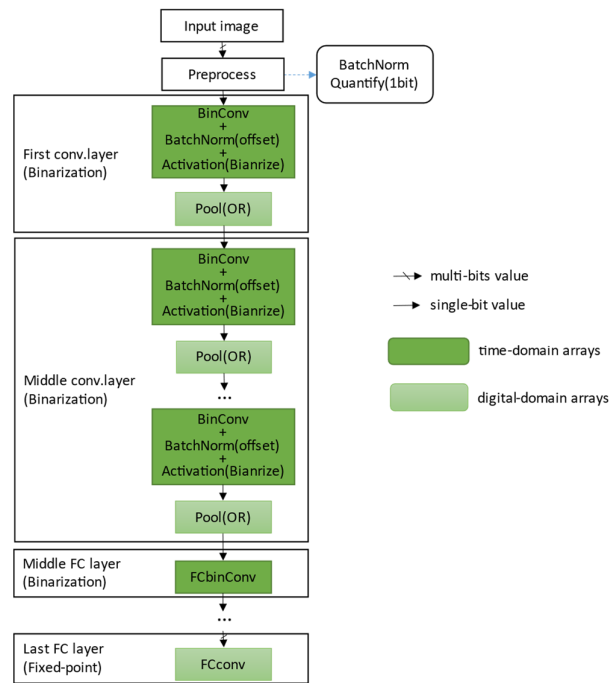 Input image
Preprocess
BatchNorm
Quantify(1bit)
First conv.layer
(Binarization)
BinConv
+
BatchNorm(offset)
+
Activation(Bianrize)
Pool(OR)
Middle conv.layer
(Binarization)
BinConv
+
BatchNorm(offset)
+
Activation(Bianrize)
Pool(OR)
...
BinConv
+
BatchNorm(offset)
+
Activation(Bianrize)
Pool(OR)
multi-bits value
single-bit value
time-domain arrays
digital-domain arrays
Middle FC layer
(Binarization)
FCbinConv
...
Last FC layer
(Fixed-point)
FCconv